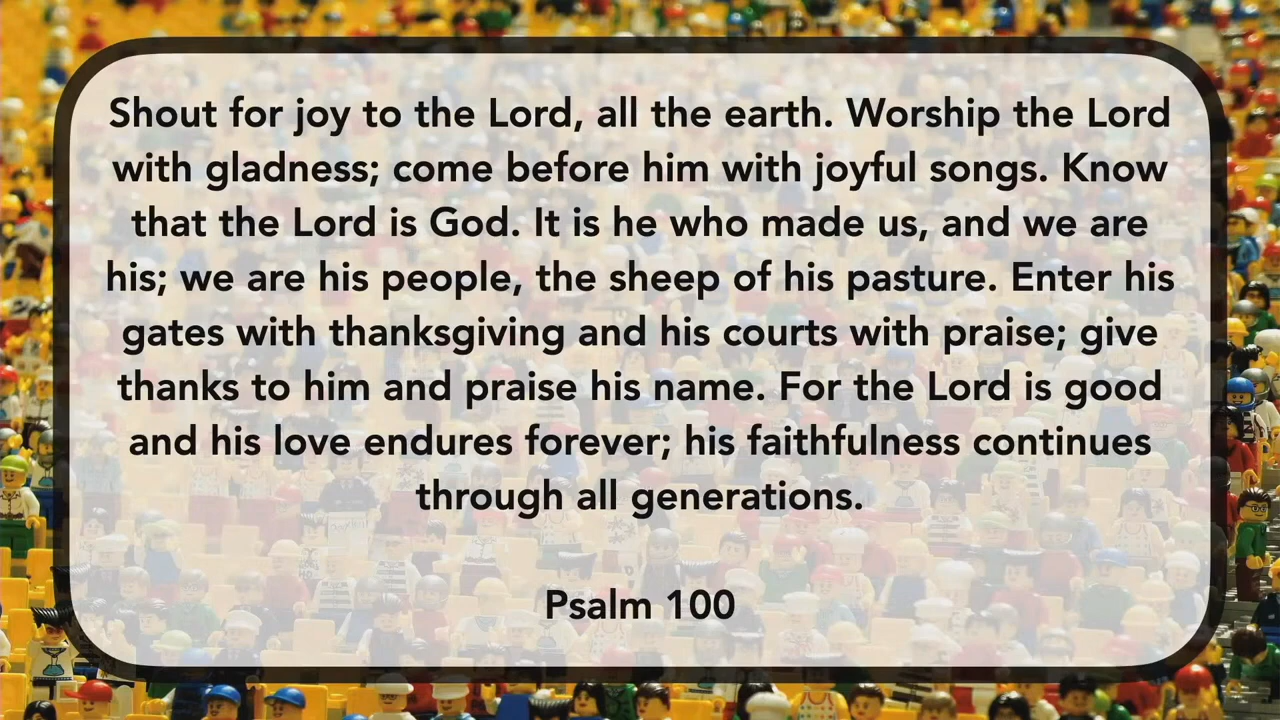 Shout for joy to the Lord, all the earth. Worship the Lord
with gladness; come before him with joyful songs. Know
that the Lord is God. It is he who made us, and we are
his; we are his people, the sheep of his pasture. Enter his
gates with thanksgiving and his courts with praise; give
thanks to him and praise his name. For the Lord is good
and his love endures forever; his faithfulness continues
through all generations.
Psalm 100